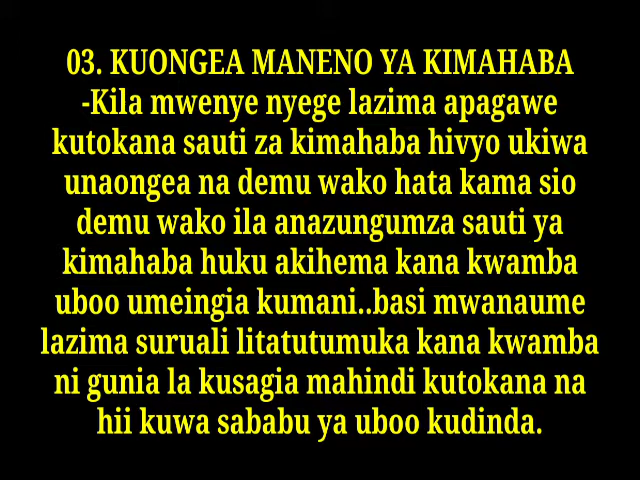 03. KUONGEA MANENO YA KIMAHABA
-Kila mwenye nyege lazima apagawe
kutokana sauti za kimahaba hivyo ukiwa
unaongea na demu wako hata kama sio
demu wako ila anazungumza sauti ya
kimahaba huku akihema kana kwamba
uboo umeingia kumani..basi mwanaume
lazima suruali litatutumuka kana kwamba
ni gunia la kusagia mahindi kutokana na
hii kuwa sababu ya uboo kudinda.